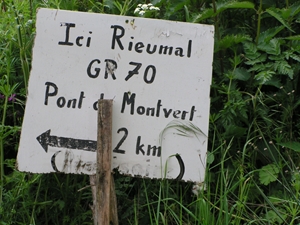 Ici Rieumal
GR 70
Pont de Montvert
2 km